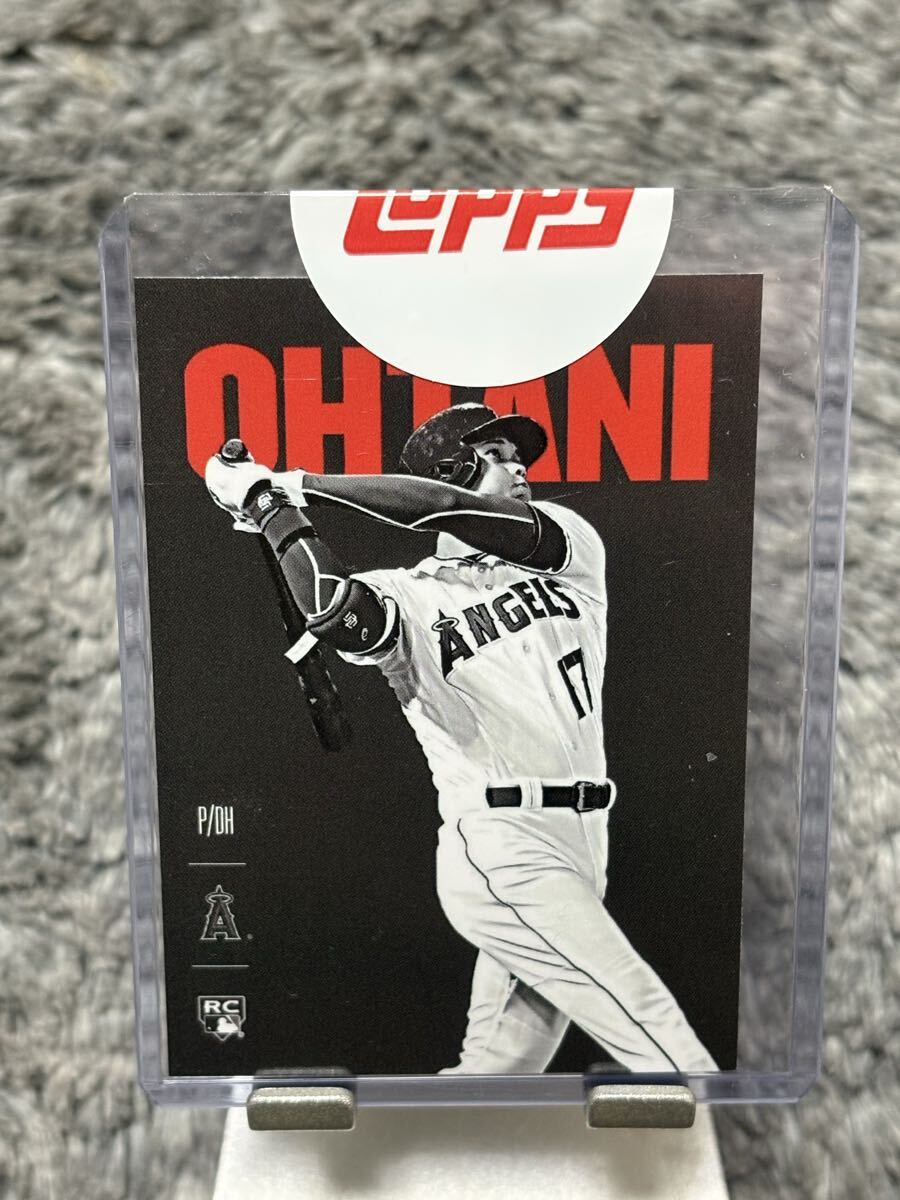 TOPPS
OHTANI
ANGELS
17
P/DH
A
RC